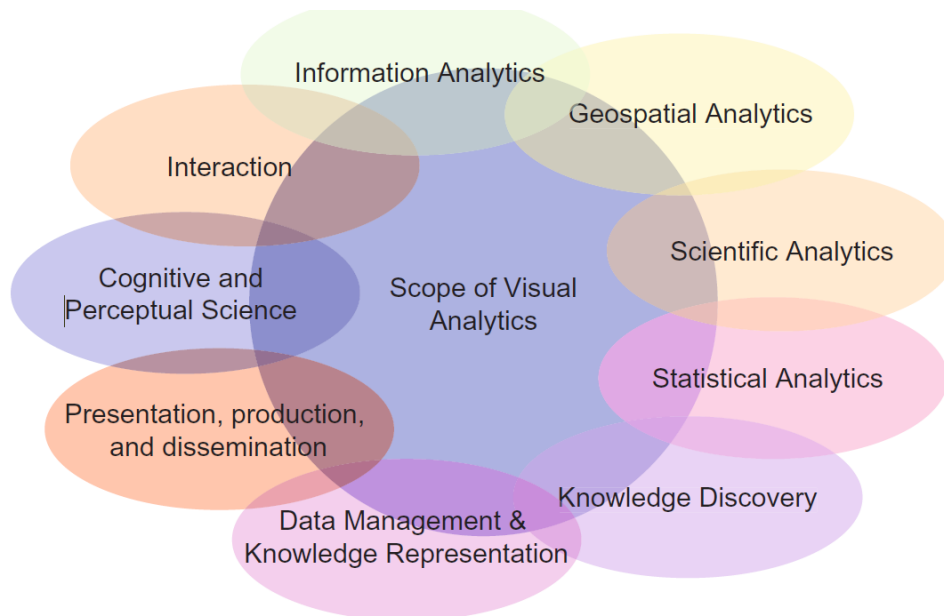 Information Analytics
Geospatial Analytics
Interaction
Scientific Analytics
Cognitive and
Perceptual Science
Scope of Visual
Analytics
Statistical Analytics
Presentation, production,
and dissemination
Knowledge Discovery
Data Management &
Knowledge Representation